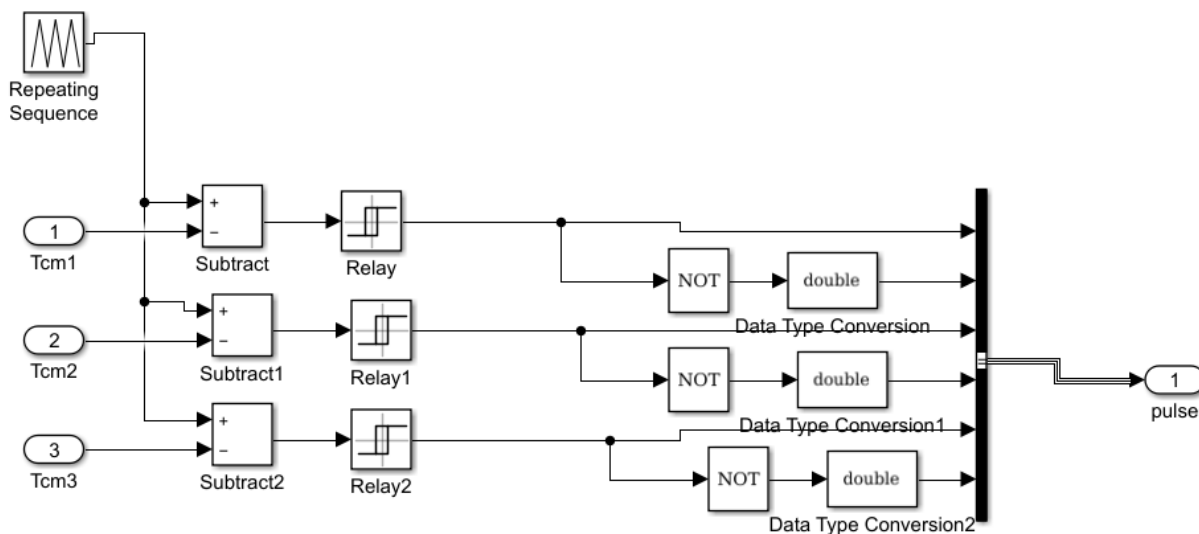 Repeating
Sequence
+
−
1
Tcm1
Subtract
Relay
NOT
double
Data Type Conversion
+
−
2
Tcm2
Subtract1
Relay1
NOT
double
Data Type Conversion1
1
pulse
+
−
3
Tcm3
Subtract2
Relay2
NOT
double
Data Type Conversion2